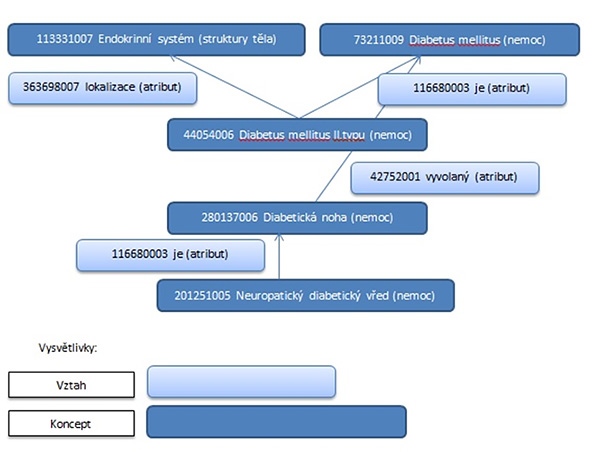 113331007 Endokrinní systém (struktury těla)
73211009 Diabetus mellitus (nemoc)
363698007 lokalizace (atribut)
116680003 je (atribut)
44054006 Diabetus mellitus II.typu (nemoc)
42752001 vyvolaný (atribut)
280137006 Diabetická noha (nemoc)
116680003 je (atribut)
201251005 Neuropatický diabetický vřed (nemoc)
Vysvětlivky:
Vztah
Koncept